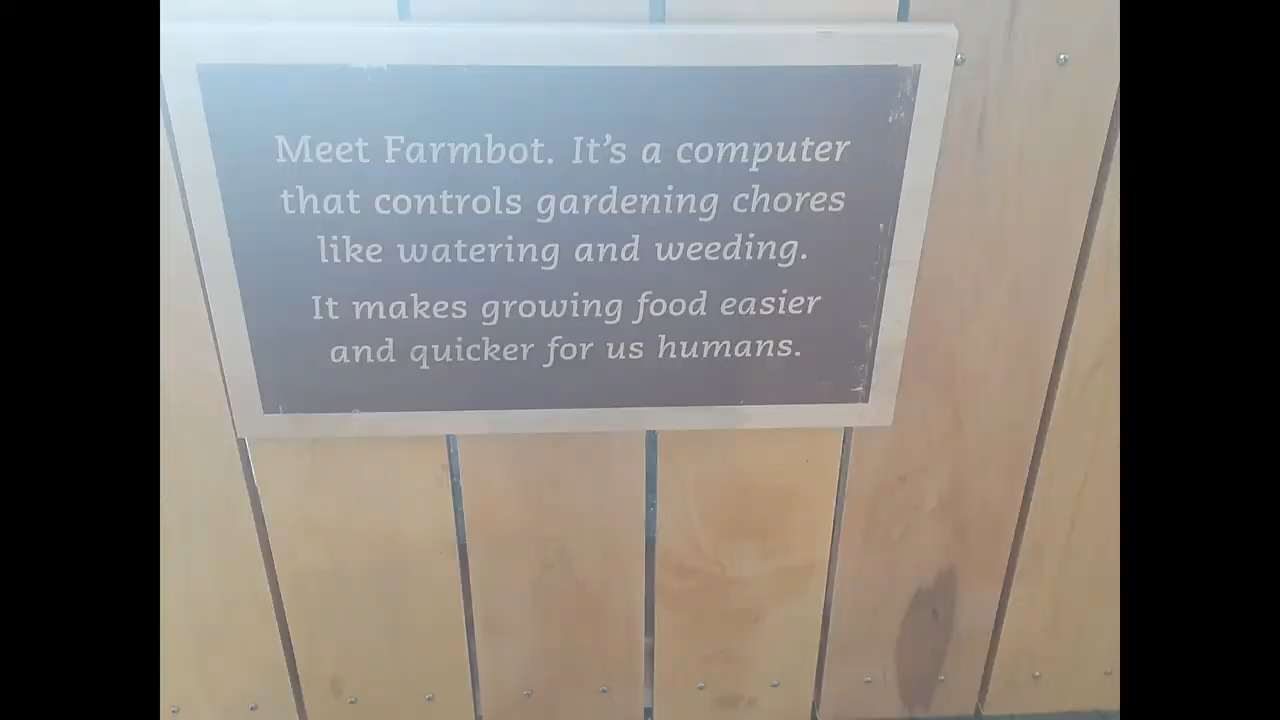 Meet Farmbot. It's a computer
that controls gardening chores
like watering and weeding.
It makes growing food easier
and quicker for us humans.